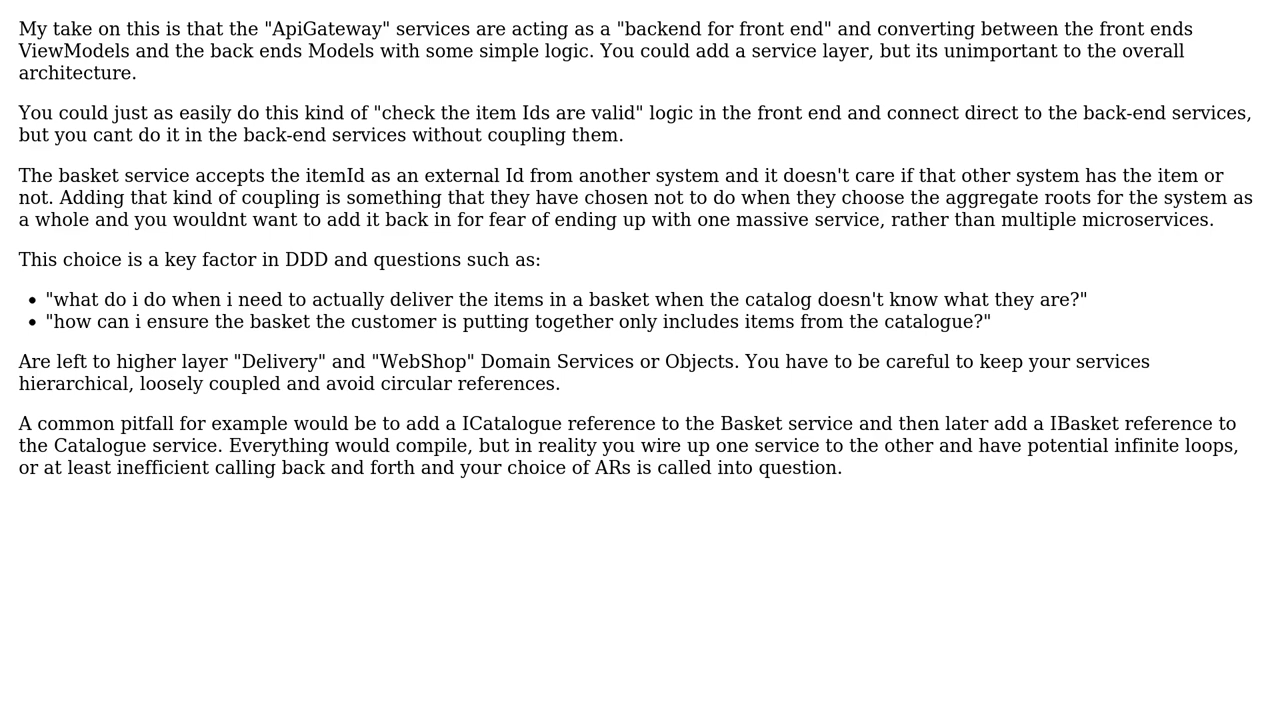 My take on this is that the "ApiGateway" services are acting as a "backend for front end" and converting between the front ends
ViewModels and the back ends Models with some simple logic. You could add a service layer, but its unimportant to the overall
architecture.
You could just as easily do this kind of "check the item Ids are valid" logic in the front end and connect direct to the back-end services,
but you cant do it in the back-end services without coupling them.
The basket service accepts the itemId as an external Id from another system and it doesn't care if that other system has the item or
not. Adding that kind of coupling is something that they have chosen not to do when they choose the aggregate roots for the system as
a whole and you wouldnt want to add it back in for fear of ending up with one massive service, rather than multiple microservices.
This choice is a key factor in DDD and questions such as:
• "what do i do when i need to actually deliver the items in a basket when the catalog doesn't know what they are?"
• "how can i ensure the basket the customer is putting together only includes items from the catalogue?"
Are left to higher layer "Delivery" and "WebShop" Domain Services or Objects. You have to be careful to keep your services
hierarchical, loosely coupled and avoid circular references.
A common pitfall for example would be to add a ICatalogue reference to the Basket service and then later add a IBasket reference to
the Catalogue service. Everything would compile, but in reality you wire up one service to the other and have potential infinite loops,
or at least inefficient calling back and forth and your choice of ARs is called into question.